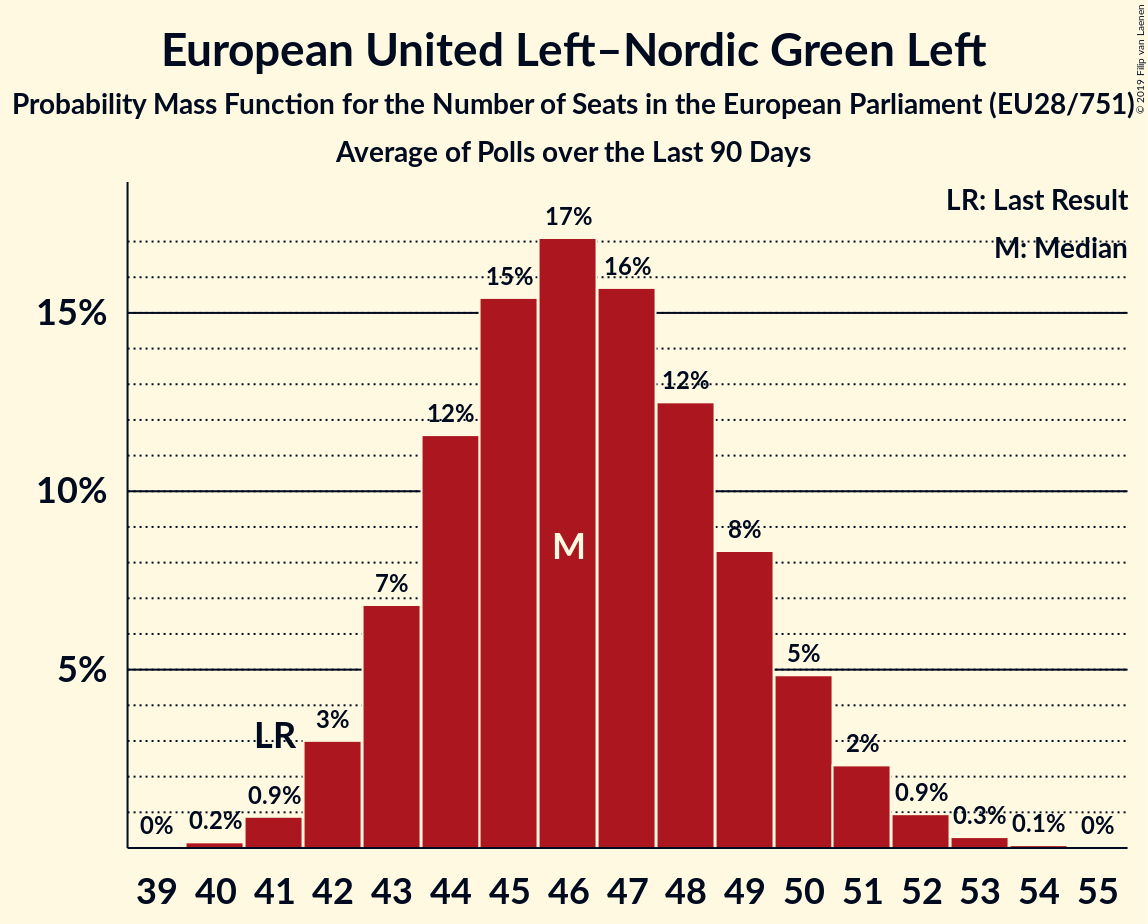 European United Left–Nordic Green Left
Probability Mass Function for the Number of Seats in the European Parliament (EU28/751)
Average of Polls over the Last 90 Days
© 2019 Filip van Laenen
LR: Last Result
M: Median
15%
10%
5%
0%
0.2%
0.9%
LR
3%
7%
12%
15%
17%
M
16%
12%
8%
5%
2%
0.9%
0.3%
0.1%
0%
39 40 41 42 43 44 45 46 47 48 49 50 51 52 53 54 55